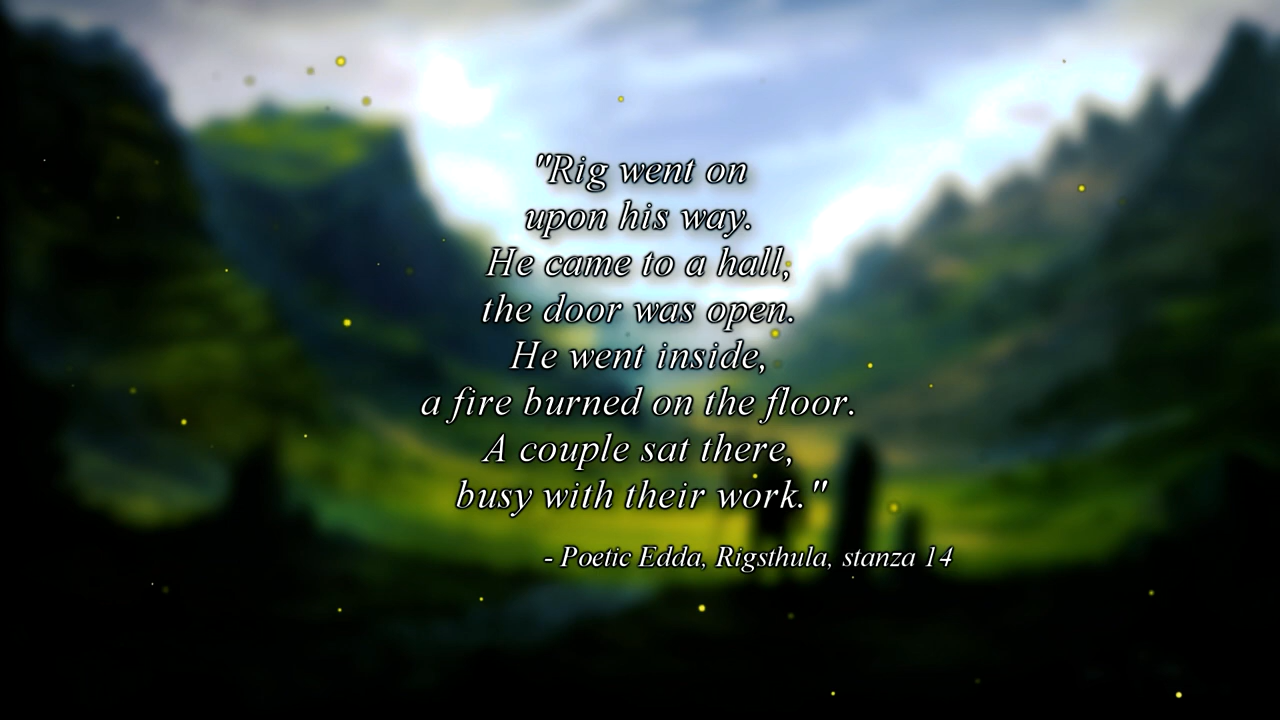 "Rig went on
upon his way.
He came to a hall,
the door was open.
He went inside,
a fire burned on the floor.
A couple sat there,
busy with their work."
- Poetic Edda, Rigsthula, stanza 14